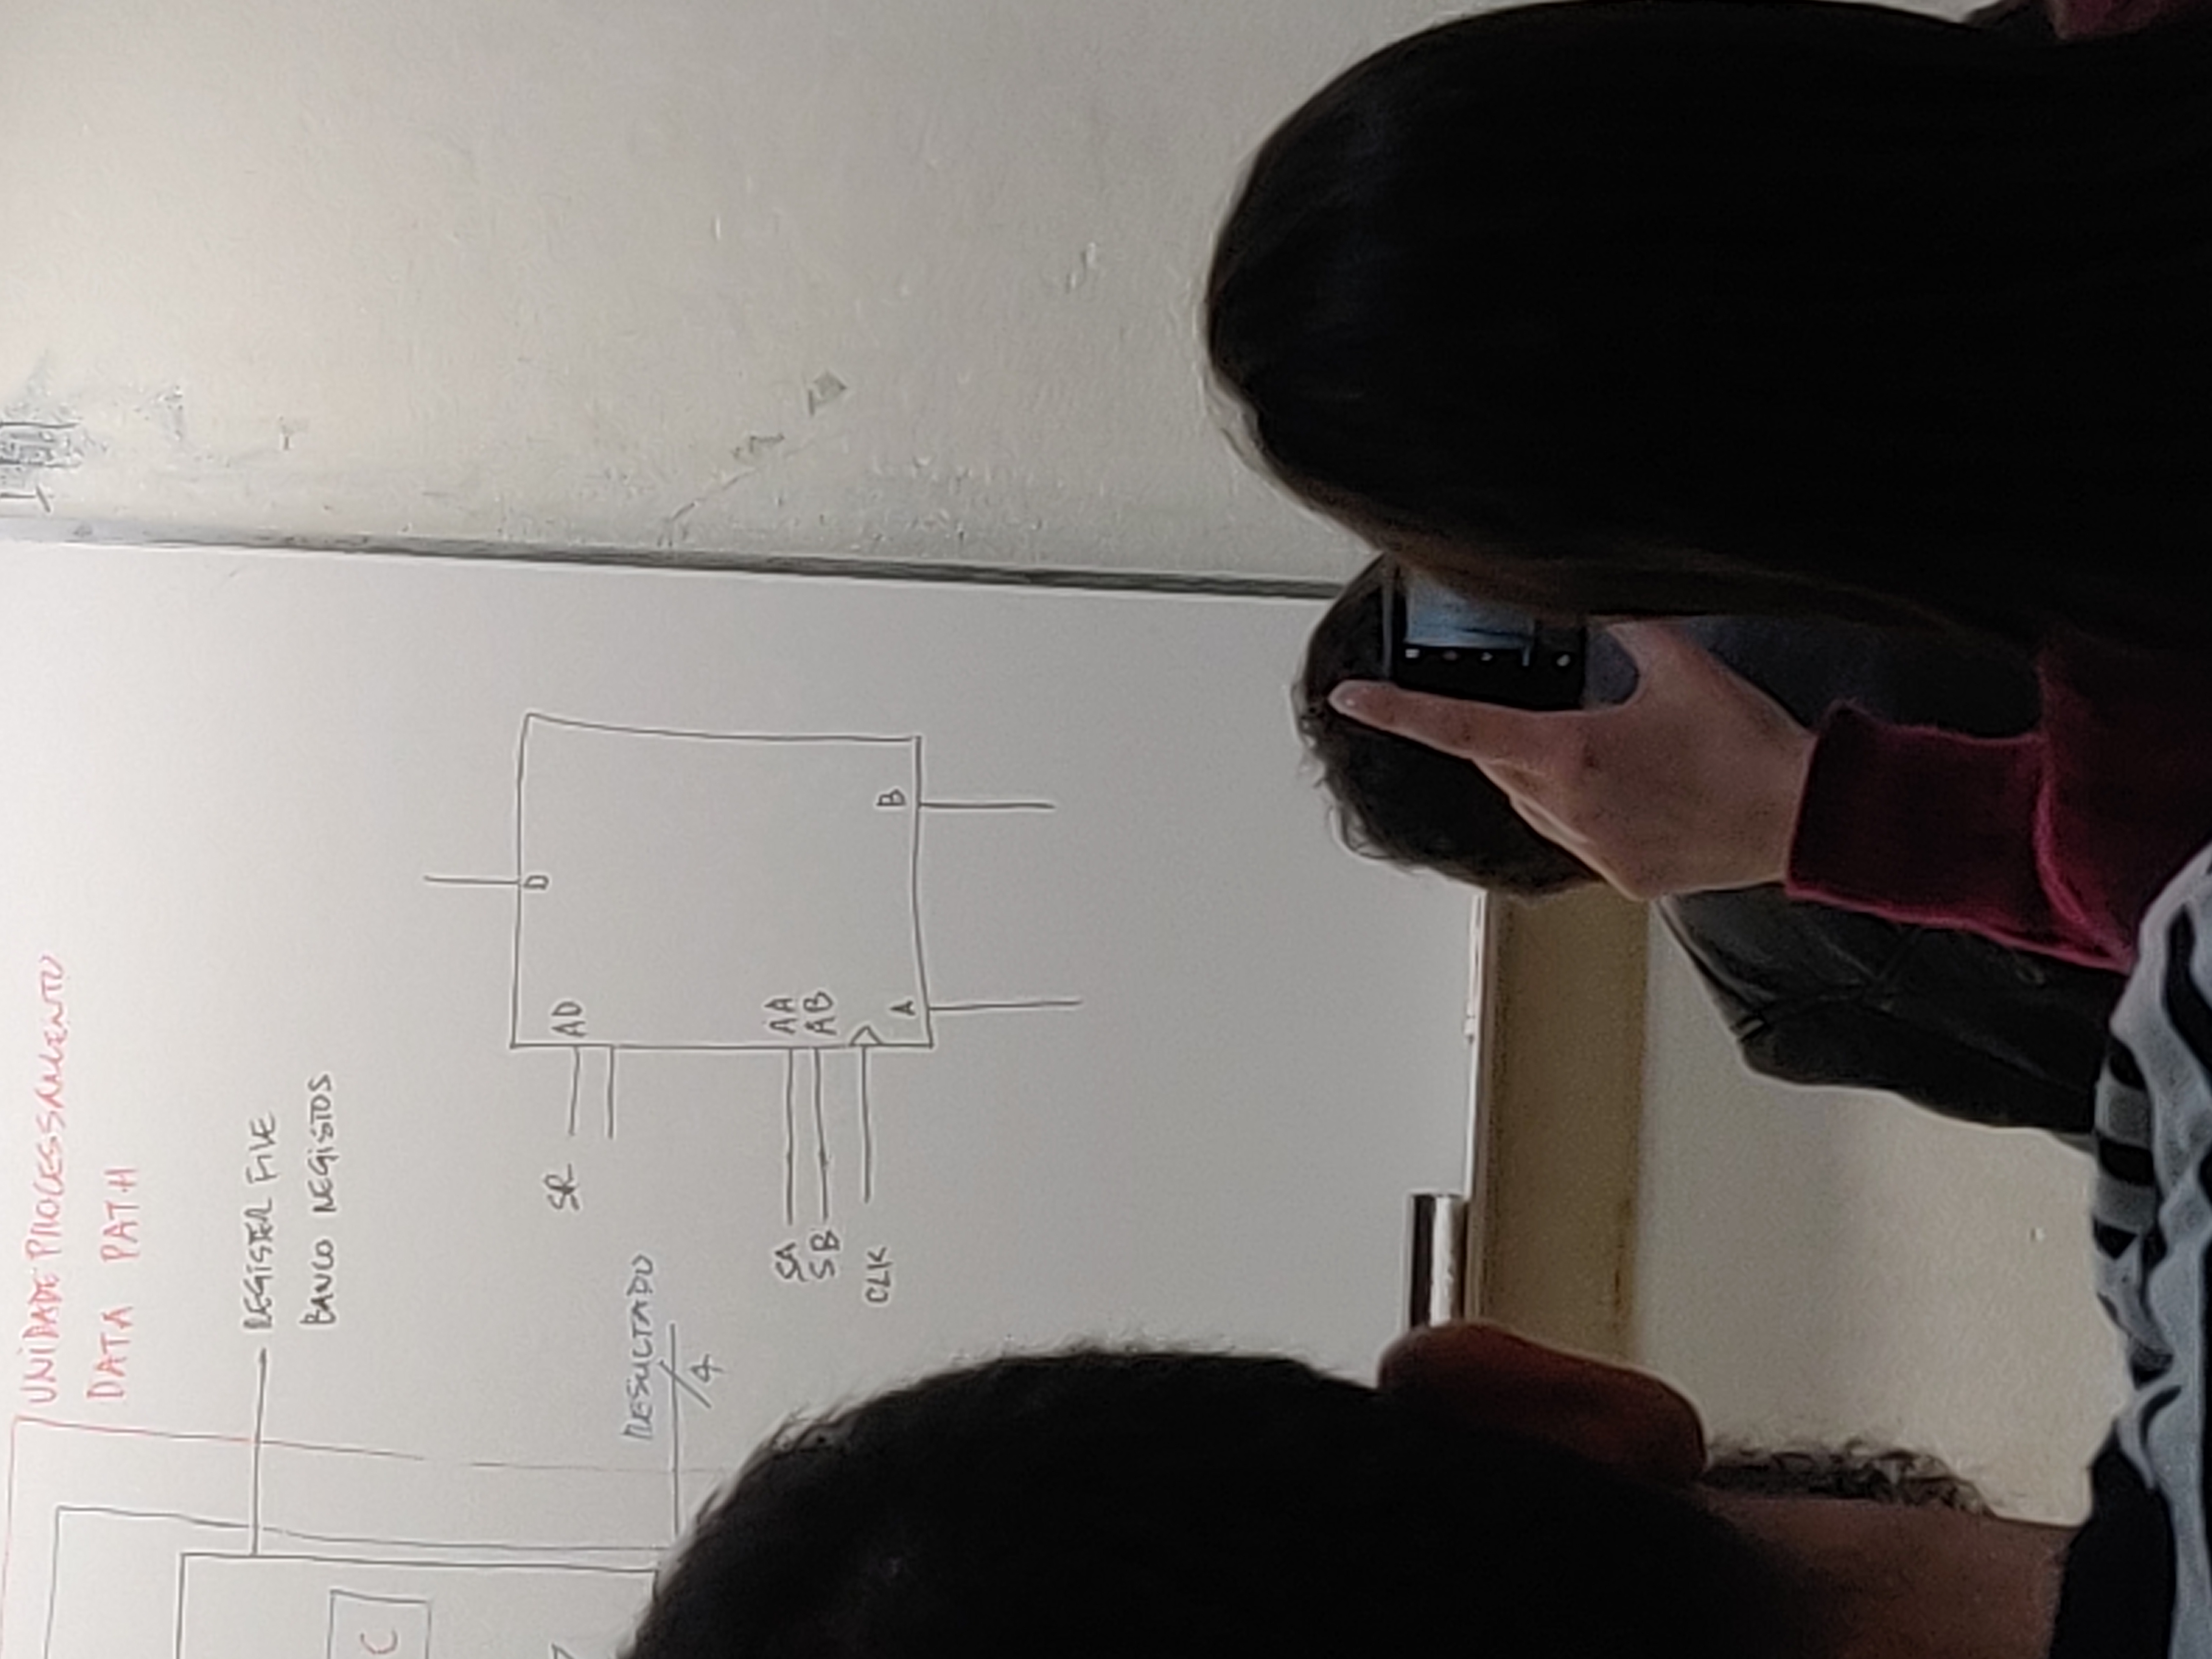 UNIDADE PROCESSAMENTO
DATA PATH
REGISTER FILE
BANCO REGISTOS
C
D
SR AD
RESULTADO
4
SA AA
SB AB
CLK
A B